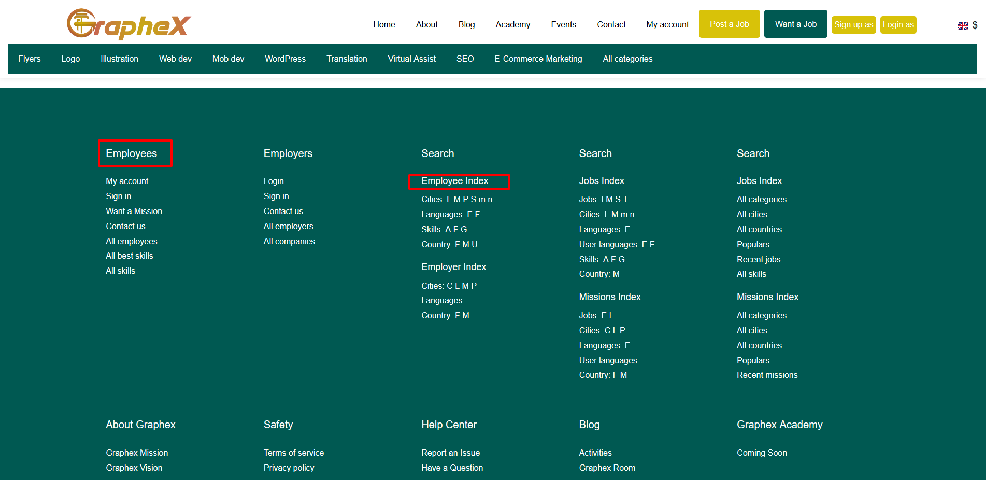 GrapheX
Home About Blog Academy Events Contact My account Post a Job Want a Job Sign up as Login as $
Flyers Logo Illustration Web dev Mob dev WordPress Translation Virtual Assist SEO E-Commerce Marketing All categories
Employees
My account
Sign in
Want a Mission
Contact us
All employees
All best skills
All skills
Employers
Login
Sign in
Contact us
All employers
All companies
Search
Employee Index
Cities: L M P S m n
Languages: E F
Skills: A E G
Country: F M U
Employer Index
Cities: C E M P
Languages
Country: F M
Search
Jobs Index
Jobs: I M S
Cities: L M m n
Languages: E
User languages: E F
Skills: A E G
Country: M
Missions Index
Jobs: E
Cities: C L P
Languages: E
User languages
Country: M
Search
Jobs Index
All categories
All cities
All countries
Populars
Recent jobs
All skills
Missions Index
All categories
All cities
All countries
Populars
Recent missions
About Graphex
Graphex Mission
Graphex Vision
Safety
Terms of service
Privacy policy
Help Center
Report an Issue
Have a Question
Blog
Activities
Graphex Room
Graphex Academy
Coming Soon